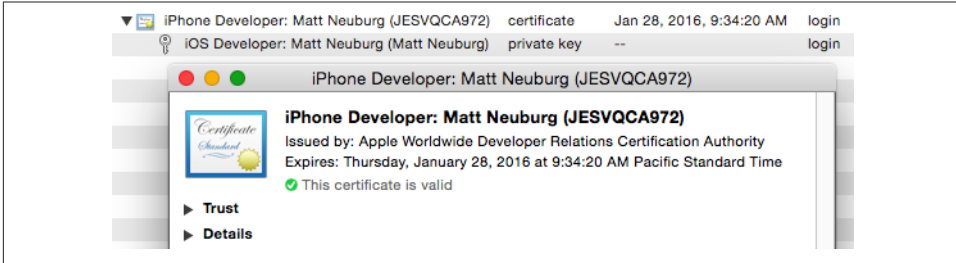 iPhone Developer: Matt Neuburg (JESVQCA972) certificate Jan 28, 2016, 9:34:20 AM login
iOS Developer: Matt Neuburg (Matt Neuburg) private key -- login
iPhone Developer: Matt Neuburg (JESVQCA972)
Certificate
Standard
iPhone Developer: Matt Neuburg (JESVQCA972)
Issued by: Apple Worldwide Developer Relations Certification Authority
Expires: Thursday, January 28, 2016 at 9:34:20 AM Pacific Standard Time
This certificate is valid
Trust
Details